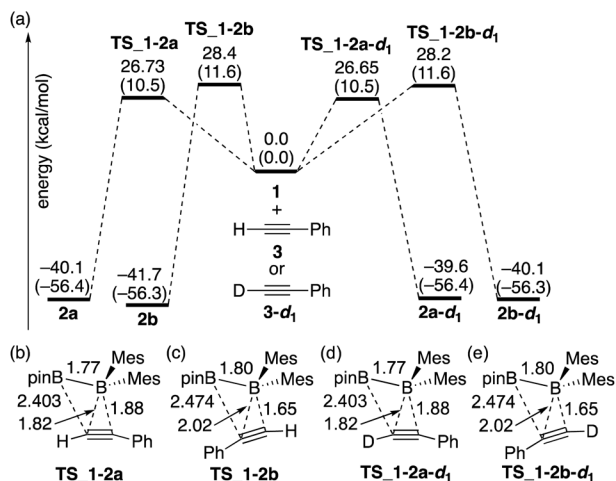 (a)
TS_1-2a
26.73
(10.5)
TS_1-2b
28.4
(11.6)
TS_1-2a-d1
26.65
(10.5)
TS_1-2b-d1
28.2
(11.6)
energy (kcal/mol)
0.0
(0.0)
1
+
H Ph
3
or
D Ph
3-d1
−40.1
(−56.4)
2a
−41.7
(−56.3)
2b
−39.6
(−56.4)
2a-d1
−40.1
(−56.3)
2b-d1
(b)
1.77 Mes
pinB B Mes
2.403
1.82 1.88
H Ph
TS_1-2a
(c)
1.80 Mes
pinB B Mes
2.474
2.02 1.65
Ph H
TS_1-2b
(d)
1.77 Mes
pinB B Mes
2.403
1.82 1.88
D Ph
TS_1-2a-d1
(e)
1.80 Mes
pinB B Mes
2.474
2.02 1.65
Ph D
TS_1-2b-d1